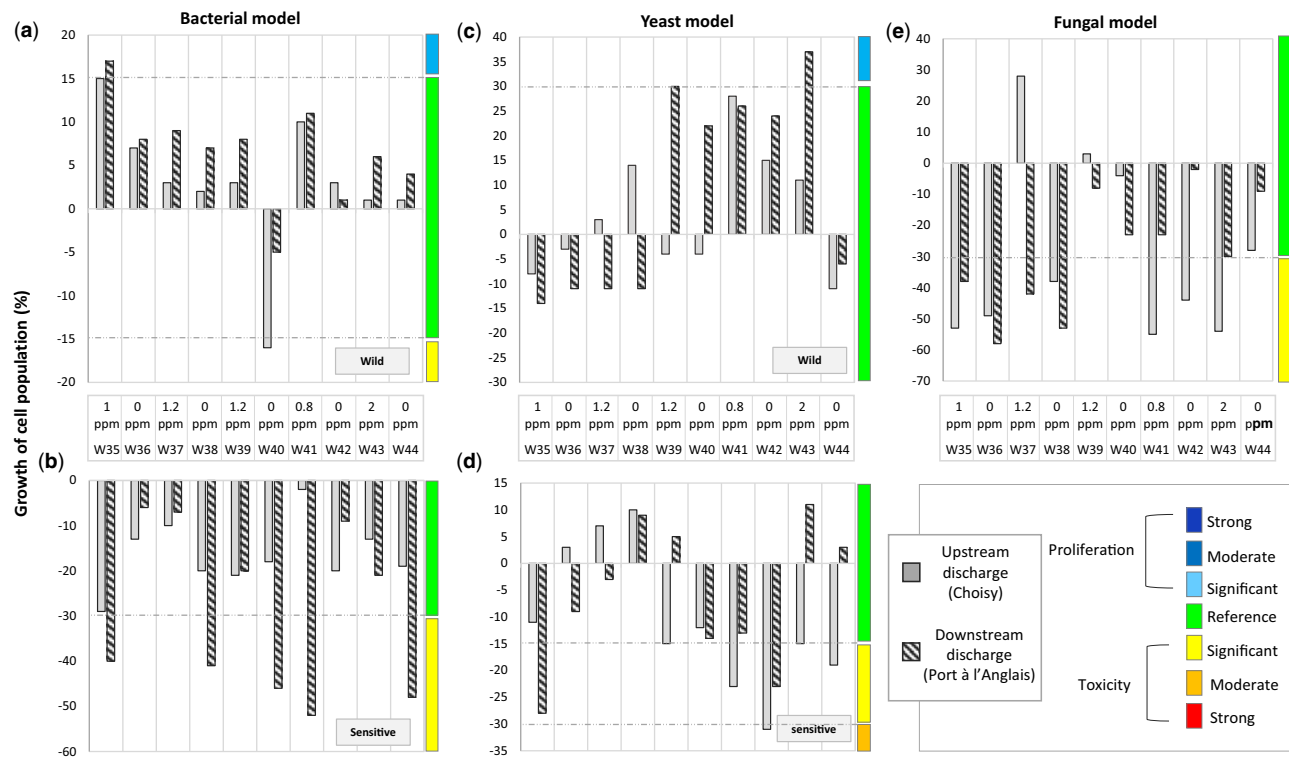 Bacterial model
Yeast model
Fungal model
(a)
(c)
(e)
Growth of cell population (%)
20
15
10
5
0
-5
-10
-15
-20
Wild
40
35
30
25
20
15
10
5
0
-5
-10
-15
-20
-25
-30
Wild
40
30
20
10
0
-10
-20
-30
-40
-50
-60
-70
1 0 1.2 0 1.2 0 0.8 0 2 0
ppm ppm ppm ppm ppm ppm ppm ppm ppm ppm
W35 W36 W37 W38 W39 W40 W41 W42 W43 W44
1 0 1.2 0 1.2 0 0.8 0 2 0
ppm ppm ppm ppm ppm ppm ppm ppm ppm ppm
W35 W36 W37 W38 W39 W40 W41 W42 W43 W44
1 0 1.2 0 1.2 0 0.8 0 2 0
ppm ppm ppm ppm ppm ppm ppm ppm ppm ppm
W35 W36 W37 W38 W39 W40 W41 W42 W43 W44
(b)
0
-10
-20
-30
-40
-50
-60
Sensitive
(d)
15
10
5
0
-5
-10
-15
-20
-25
-30
-35
sensitive
Upstream
discharge
(Choisy)
Downstream
discharge
(Port à l'Anglais)
Proliferation
Strong
Moderate
Significant
Reference
Toxicity
Significant
Moderate
Strong